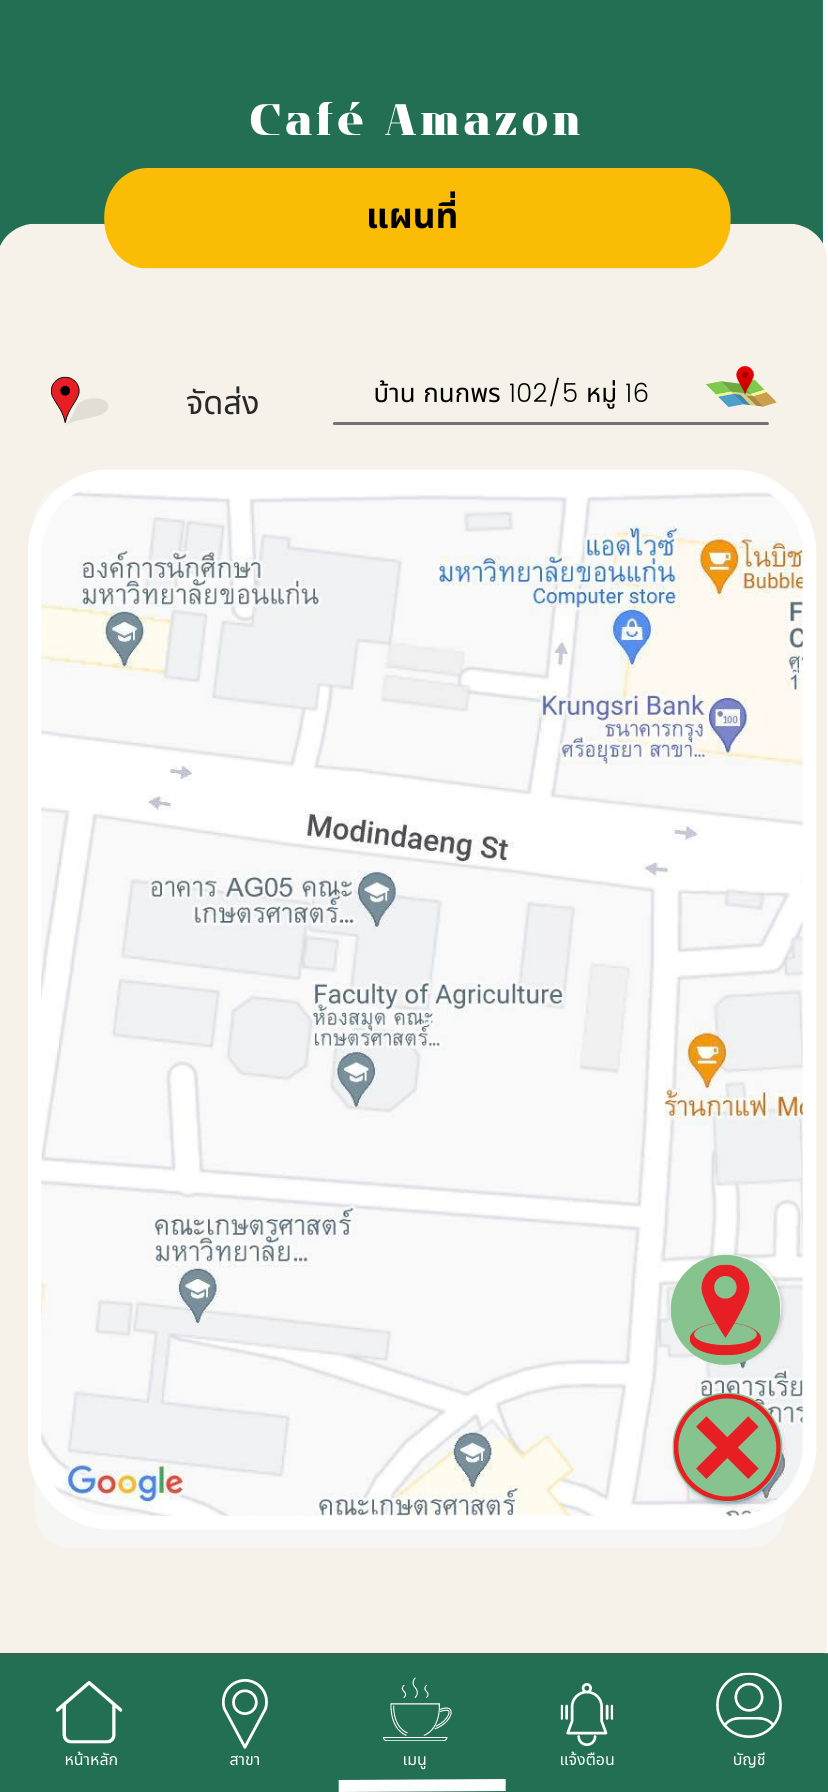 Café Amazon
แผนที่
จัดส่ง
บ้าน กนกพร 102/5 หมู่ 16
องค์การนักศึกษา
มหาวิทยาลัยขอนแก่น
แอดไวซ์
มหาวิทยาลัยขอนแก่น
Computer store
โนบิช
Bubble
F
C
ศู
1
Krungsri Bank
ธนาคารกรุง
ศรีอยุธยา สาขา...
100
Modindaeng St
อาคาร AG05 คณะ
เกษตรศาสตร์...
Faculty of Agriculture
ห้องสมุด คณะ
เกษตรศาสตร์...
ร้านกาแฟ Mo
คณะเกษตรศาสตร์
มหาวิทยาลัย...
อาคารเรีย
Google
คณะเกษตรศาสตร์
หน้าหลัก
สาขา
เมนู
แจ้งตือน
บัญชี